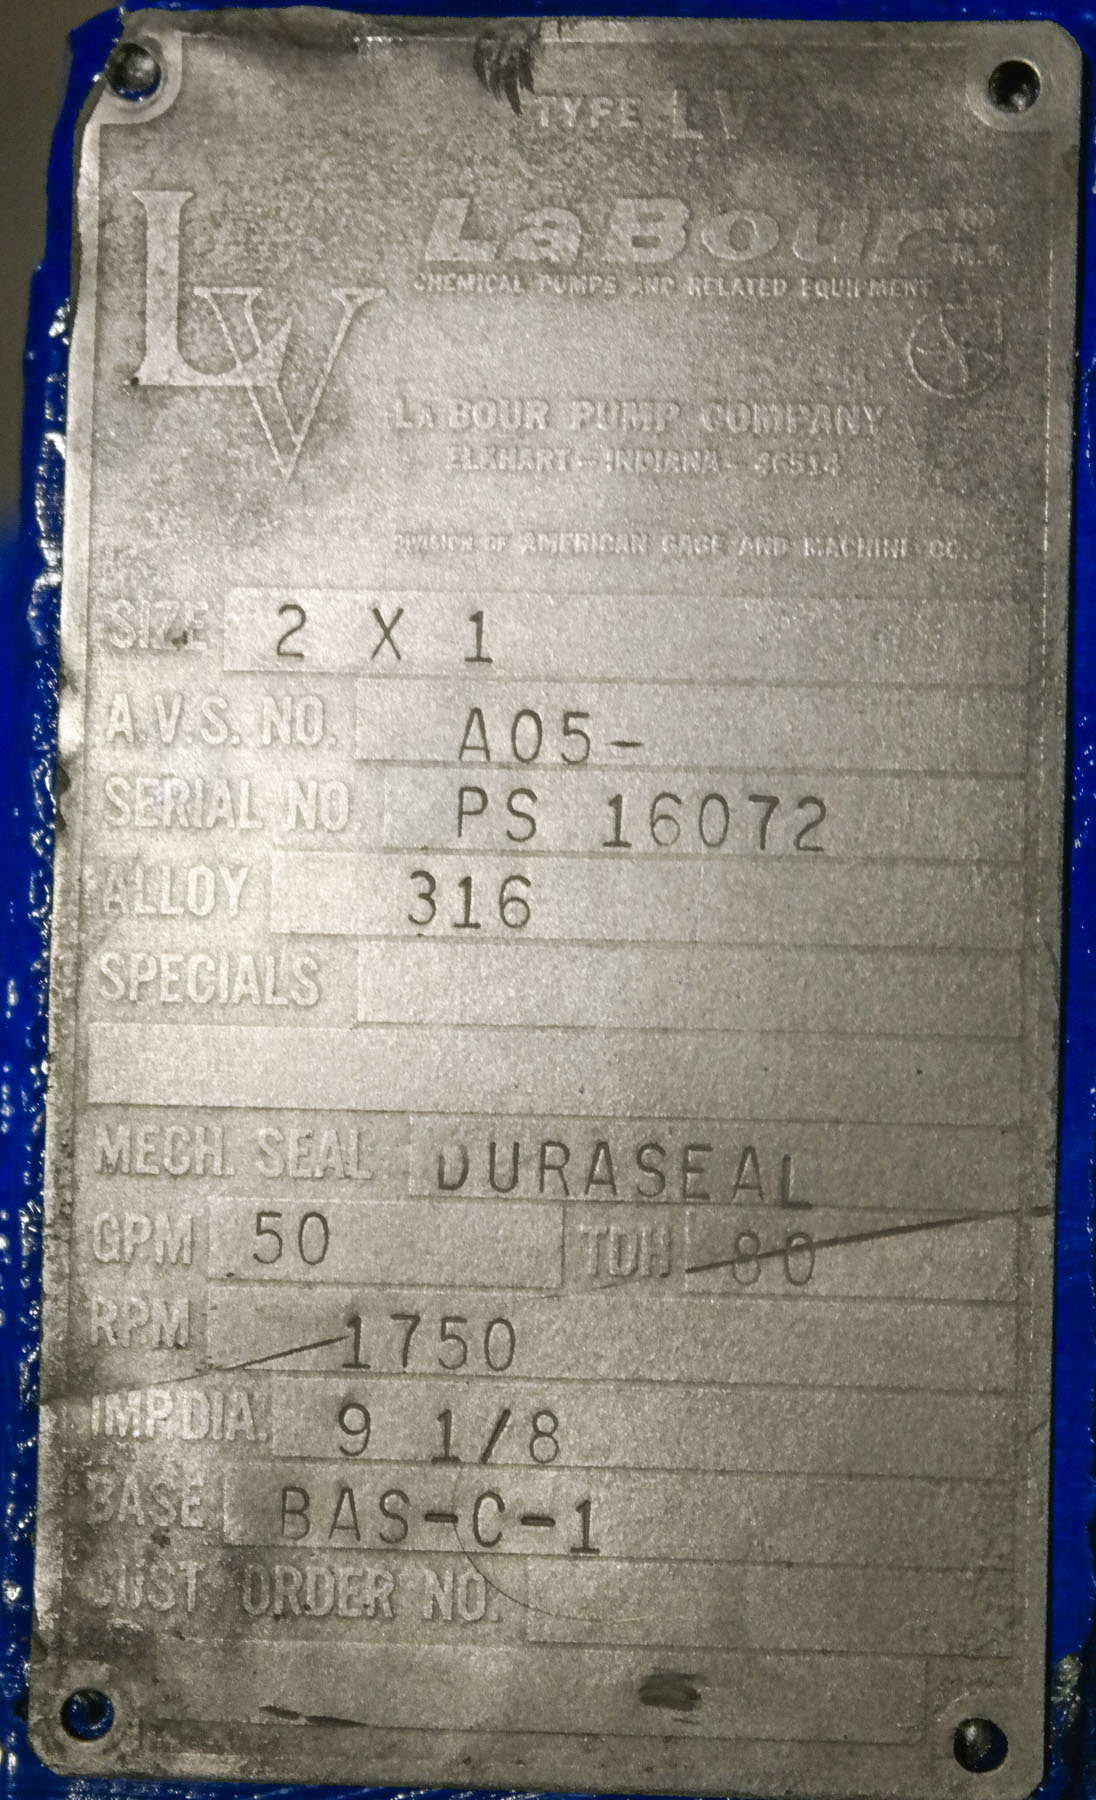 TYPE LV
LV
LaBour
CHEMICAL PUMPS AND RELATED EQUIPMENT
LA BOUR PUMP COMPANY
ELKHART-INDIANA-46514
DIVISION OF AMERICAN GAGE AND MACHINE CO.
SIZE 2 X 1
A.V.S. NO. A05-
SERIAL NO. PS 16072
ALLOY 316
SPECIALS
MECH. SEAL DURASEAL
GPM 50 TDH 80
RPM 1750
IMP. DIA. 9 1/8
BASE BAS-C-1
CUST. ORDER NO.